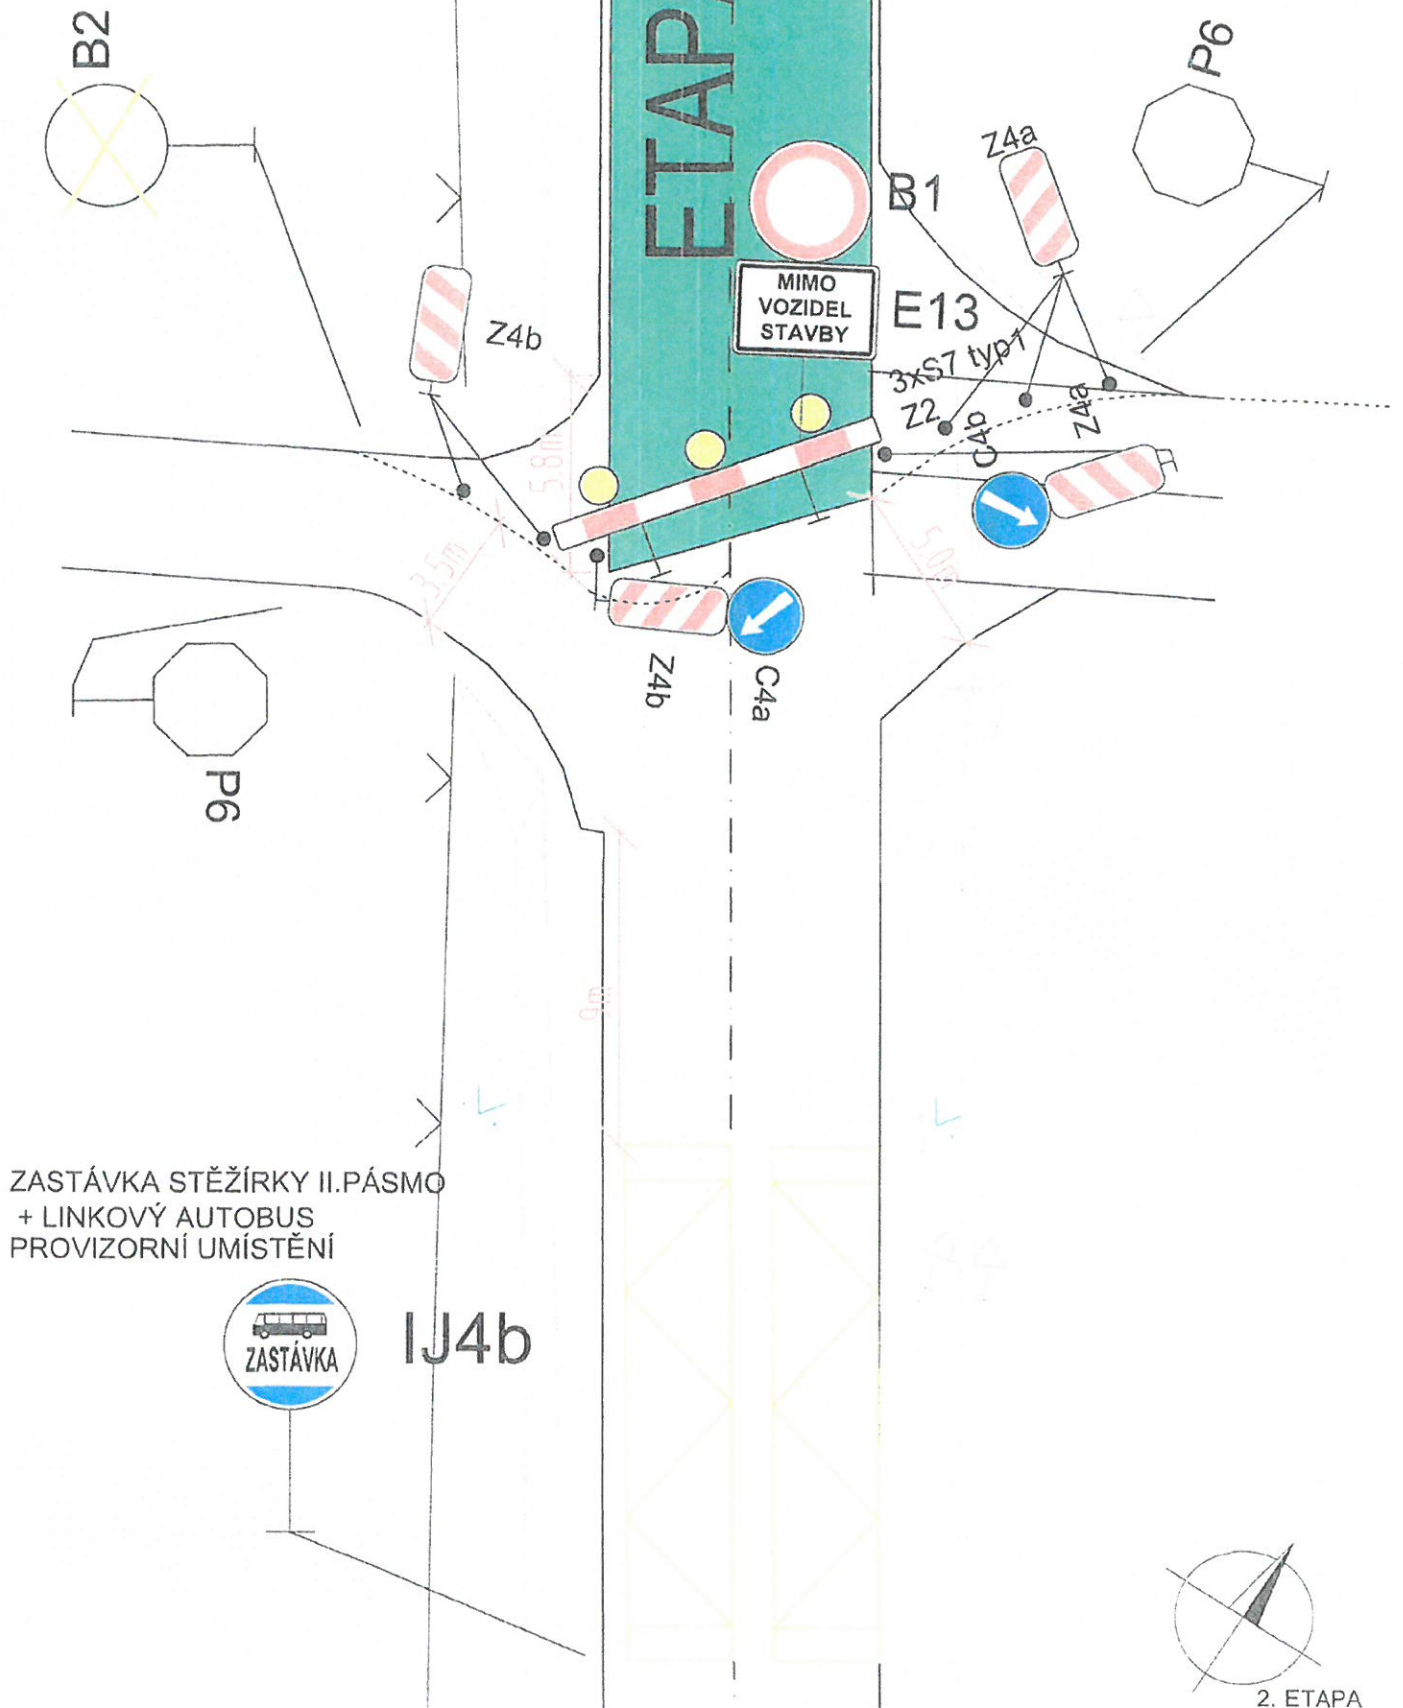 B2
ETAPA
P6
Z4a
B1
MIMO
VOZIDEL
STAVBY
E13
Z4b
3xS7 typ1
Z2
C4b
Z4a
5.8m
3.5m
5.0m
Z4b
C4a
P6
9m
ZASTÁVKA STĚŽÍRKY II.PÁSMO
+ LINKOVÝ AUTOBUS
PROVIZORNÍ UMÍSTĚNÍ
ZASTÁVKA
IJ4b
2. ETAPA